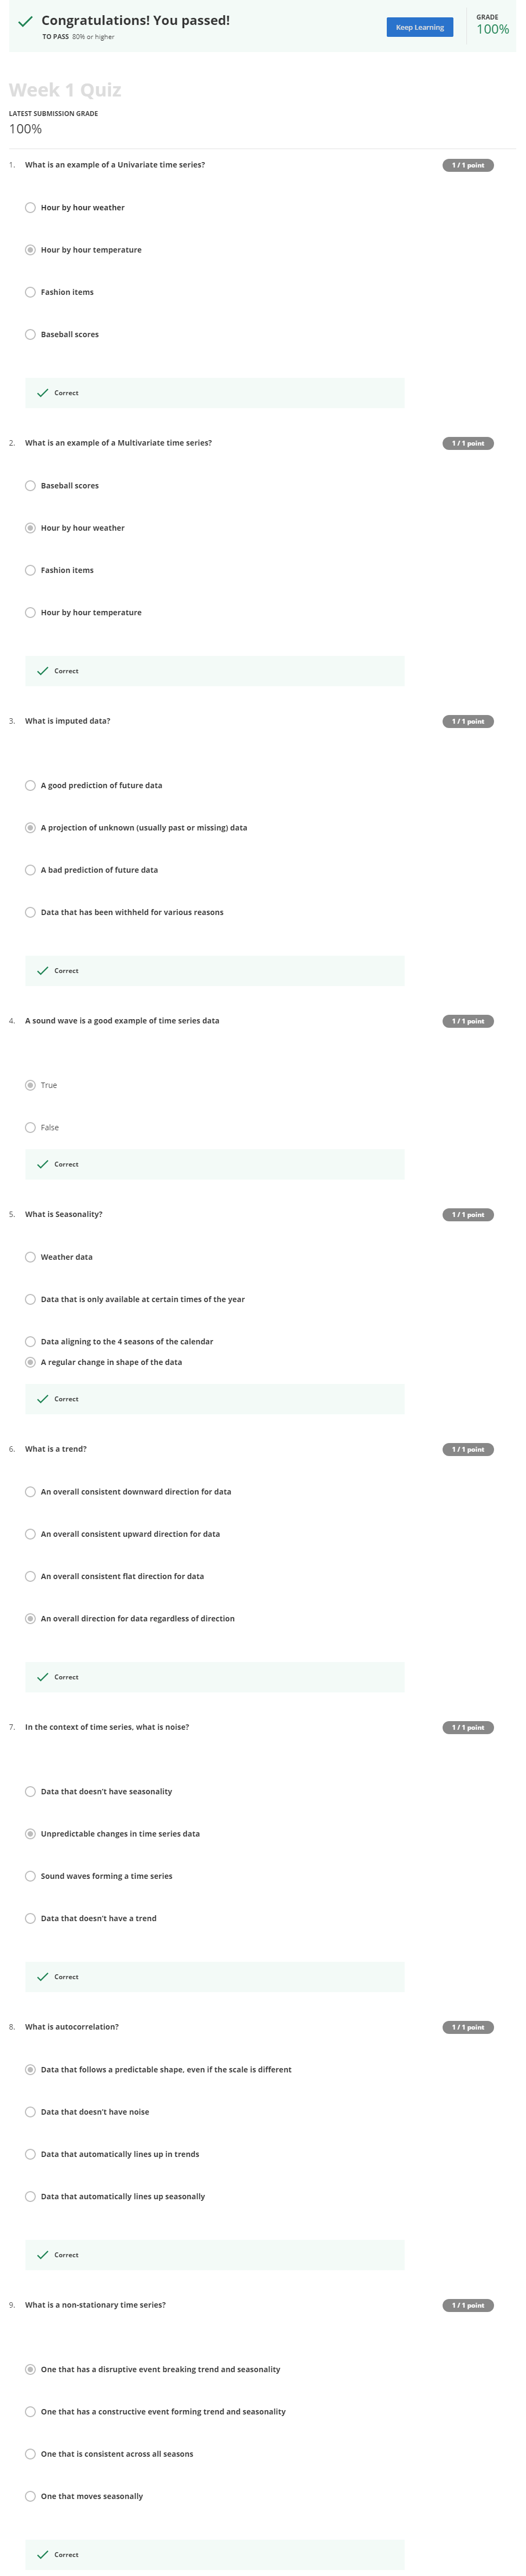 Congratulations! You passed!
TO PASS 80% or higher
Keep Learning
GRADE
100%
Week 1 Quiz
LATEST SUBMISSION GRADE
100%
1. What is an example of a Univariate time series?
1 / 1 point
Hour by hour weather
Hour by hour temperature
Fashion items
Baseball scores
Correct
2. What is an example of a Multivariate time series?
1 / 1 point
Baseball scores
Hour by hour weather
Fashion items
Hour by hour temperature
Correct
3. What is imputed data?
1 / 1 point
A good prediction of future data
A projection of unknown (usually past or missing) data
A bad prediction of future data
Data that has been withheld for various reasons
Correct
4. A sound wave is a good example of time series data
1 / 1 point
True
False
Correct
5. What is Seasonality?
1 / 1 point
Weather data
Data that is only available at certain times of the year
Data aligning to the 4 seasons of the calendar
A regular change in shape of the data
Correct
6. What is a trend?
1 / 1 point
An overall consistent downward direction for data
An overall consistent upward direction for data
An overall consistent flat direction for data
An overall direction for data regardless of direction
Correct
7. In the context of time series, what is noise?
1 / 1 point
Data that doesn't have seasonality
Unpredictable changes in time series data
Sound waves forming a time series
Data that doesn't have a trend
Correct
8. What is autocorrelation?
1 / 1 point
Data that follows a predictable shape, even if the scale is different
Data that doesn't have noise
Data that automatically lines up in trends
Data that automatically lines up seasonally
Correct
9. What is a non-stationary time series?
1 / 1 point
One that has a disruptive event breaking trend and seasonality
One that has a constructive event forming trend and seasonality
One that is consistent across all seasons
One that moves seasonally
Correct